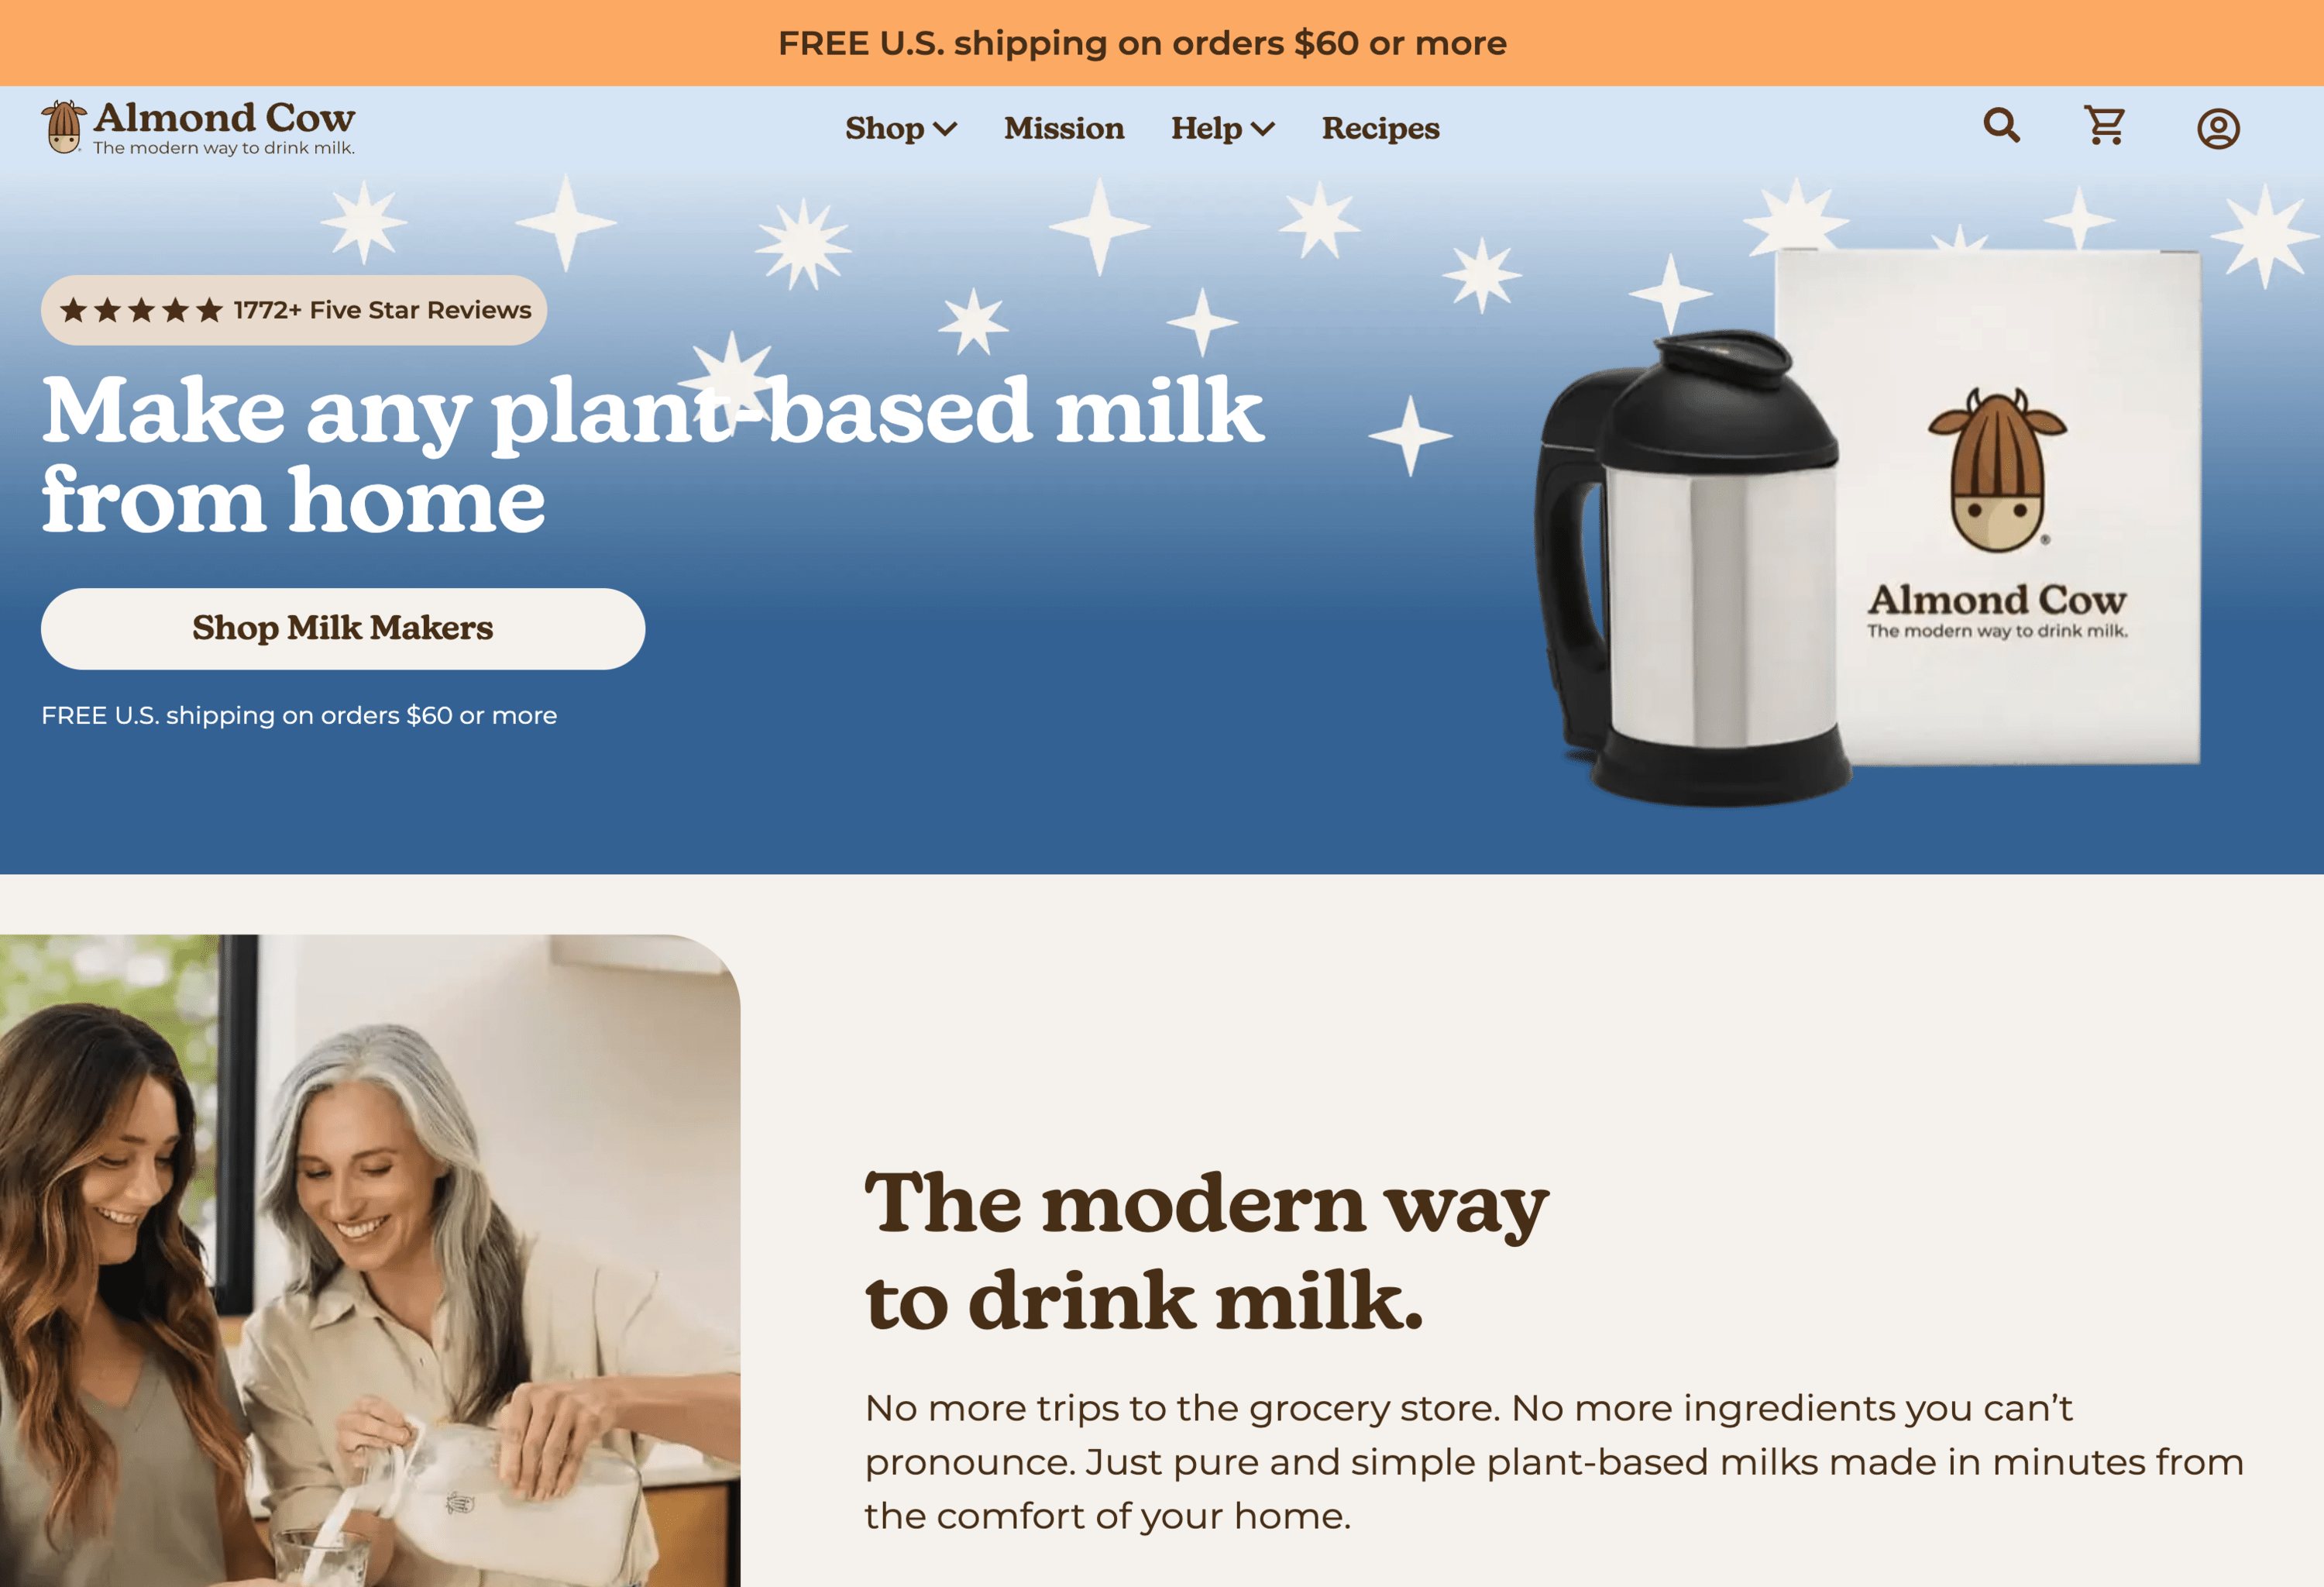 FREE U.S. shipping on orders $60 or more
Almond Cow
The modern way to drink milk.
Shop
Mission
Help
Recipes
1772+ Five Star Reviews
Make any plant-based milk
from home
Shop Milk Makers
FREE U.S. shipping on orders $60 or more
®
Almond Cow
The modern way to drink milk.
The modern way
to drink milk.
No more trips to the grocery store. No more ingredients you can’t
pronounce. Just pure and simple plant-based milks made in minutes from
the comfort of your home.